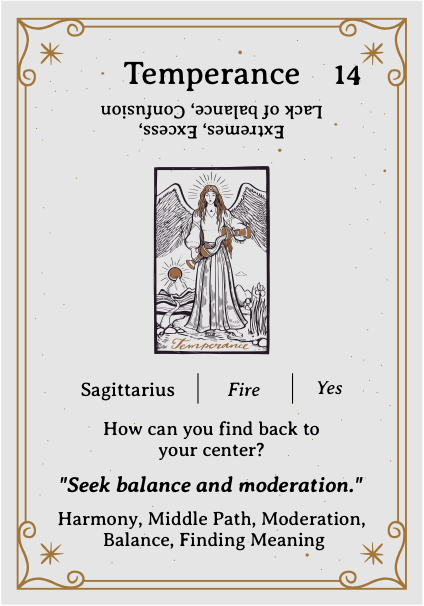 Temperance 14
Extremes, Excess,
Lack of balance, Confusion
Temperance
Sagittarius | Fire | Yes
How can you find back to
your center?
"Seek balance and moderation."
Harmony, Middle Path, Moderation,
Balance, Finding Meaning